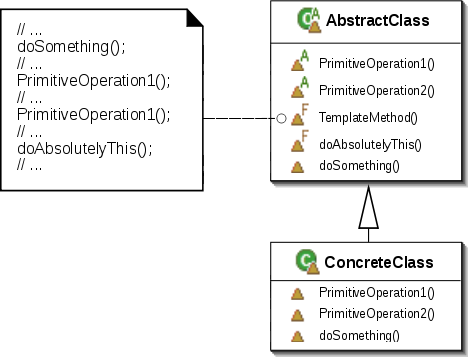 // ...
doSomething();
// ...
PrimitiveOperation1();
// ...
PrimitiveOperation1();
// ...
doAbsolutelyThis();
// ...
C A AbstractClass
A PrimitiveOperation1()
A PrimitiveOperation2()
F TemplateMethod()
F doAbsolutelyThis()
doSomething()
C ConcreteClass
PrimitiveOperation1()
PrimitiveOperation2()
doSomething()